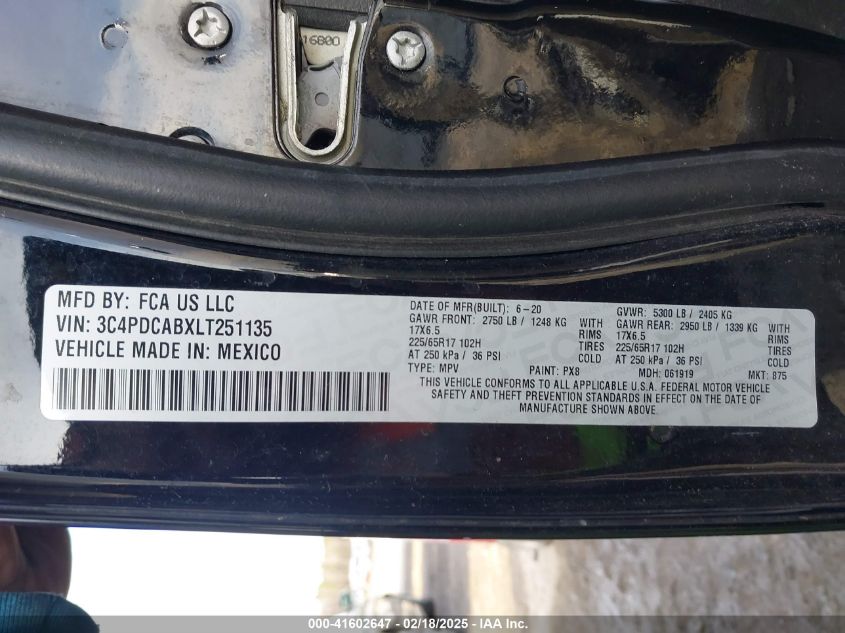 16800
MFD BY: FCA US LLC
VIN: 3C4PDCABXLT251135
VEHICLE MADE IN: MEXICO
DATE OF MFR(BUILT): 6-20 GVWR: 5300 LB / 2405 KG
GAWR FRONT: 2750 LB / 1248 KG WITH GAWR REAR: 2950 LB / 1339 KG WITH
17X6.5 RIMS 17X6.5 RIMS
225/65R17 102H TIRES 225/65R17 102H TIRES
AT 250 kPa / 36 PSI COLD AT 250 kPa / 36 PSI COLD
TYPE: MPV PAINT: PX8 MDH: 061919 MKT: 875
THIS VEHICLE CONFORMS TO ALL APPLICABLE U.S.A. FEDERAL MOTOR VEHICLE
SAFETY AND THEFT PREVENTION STANDARDS IN EFFECT ON THE DATE OF
MANUFACTURE SHOWN ABOVE.
000-41602647 - 02/18/2025 - IAA Inc.